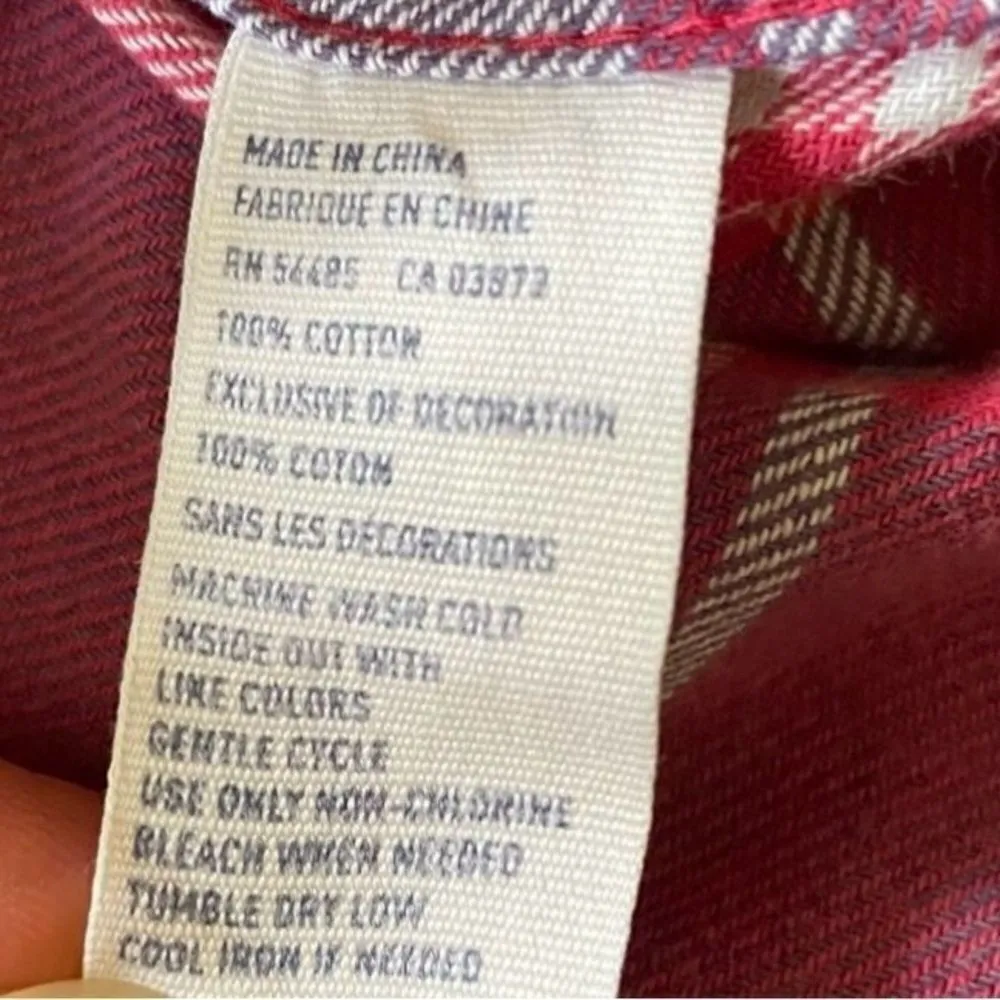 MADE IN CHINA
FABRIQUE EN CHINE
RN 54485 CA 03872
100% COTTON
EXCLUSIVE OF DECORATION
100% COTON
SANS LES DÉCORATIONS
MACHINE WASH COLD
INSIDE OUT WITH
LIKE COLORS
GENTLE CYCLE
USE ONLY NON-CHLORINE
BLEACH WHEN NEEDED
TUMBLE DRY LOW
COOL IRON IF NEEDED